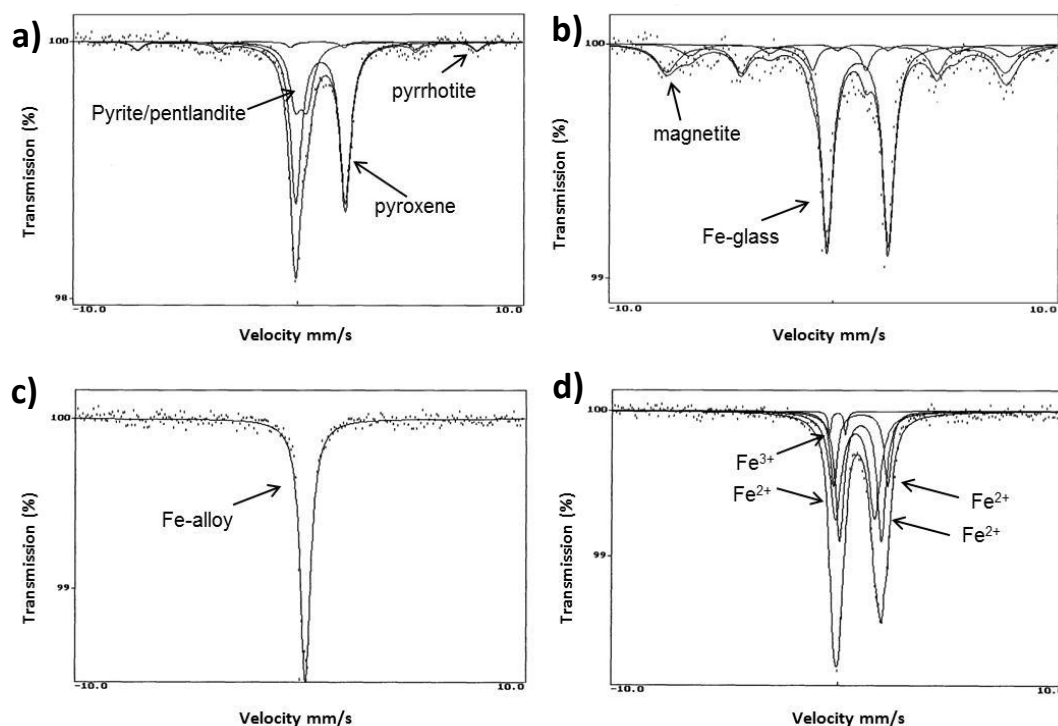 a)
100
Pyrite/pentlandite
pyrrhotite
pyroxene
98
-10.0
10.0
Transmission (%)
Velocity mm/s
b)
100
magnetite
Fe-glass
99
-10.0
10.0
Transmission (%)
Velocity mm/s
c)
100
Fe-alloy
99
-10.0
10.0
Transmission (%)
Velocity mm/s
d)
100
Fe3+
Fe2+
Fe2+
Fe2+
99
-10.0
Transmission (%)
Velocity mm/s